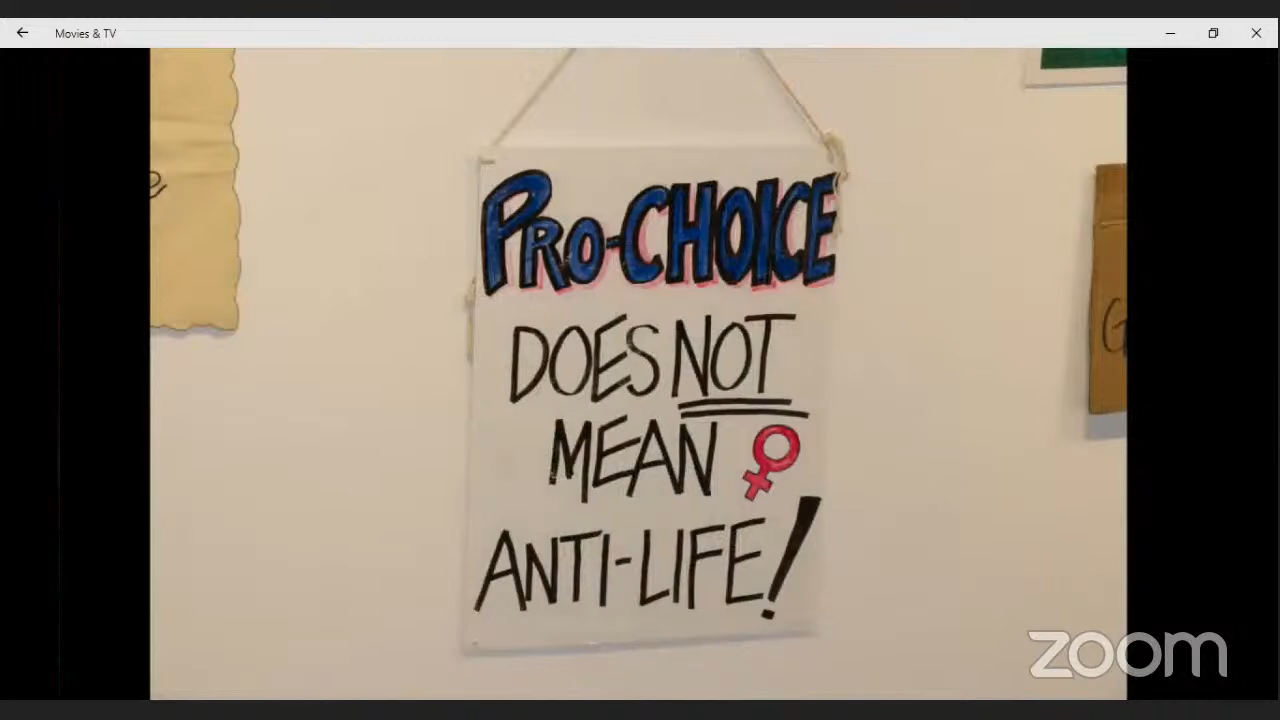 Movies & TV
PRO-CHOICE
DOES NOT
MEAN
ANTI-LIFE!
zoom